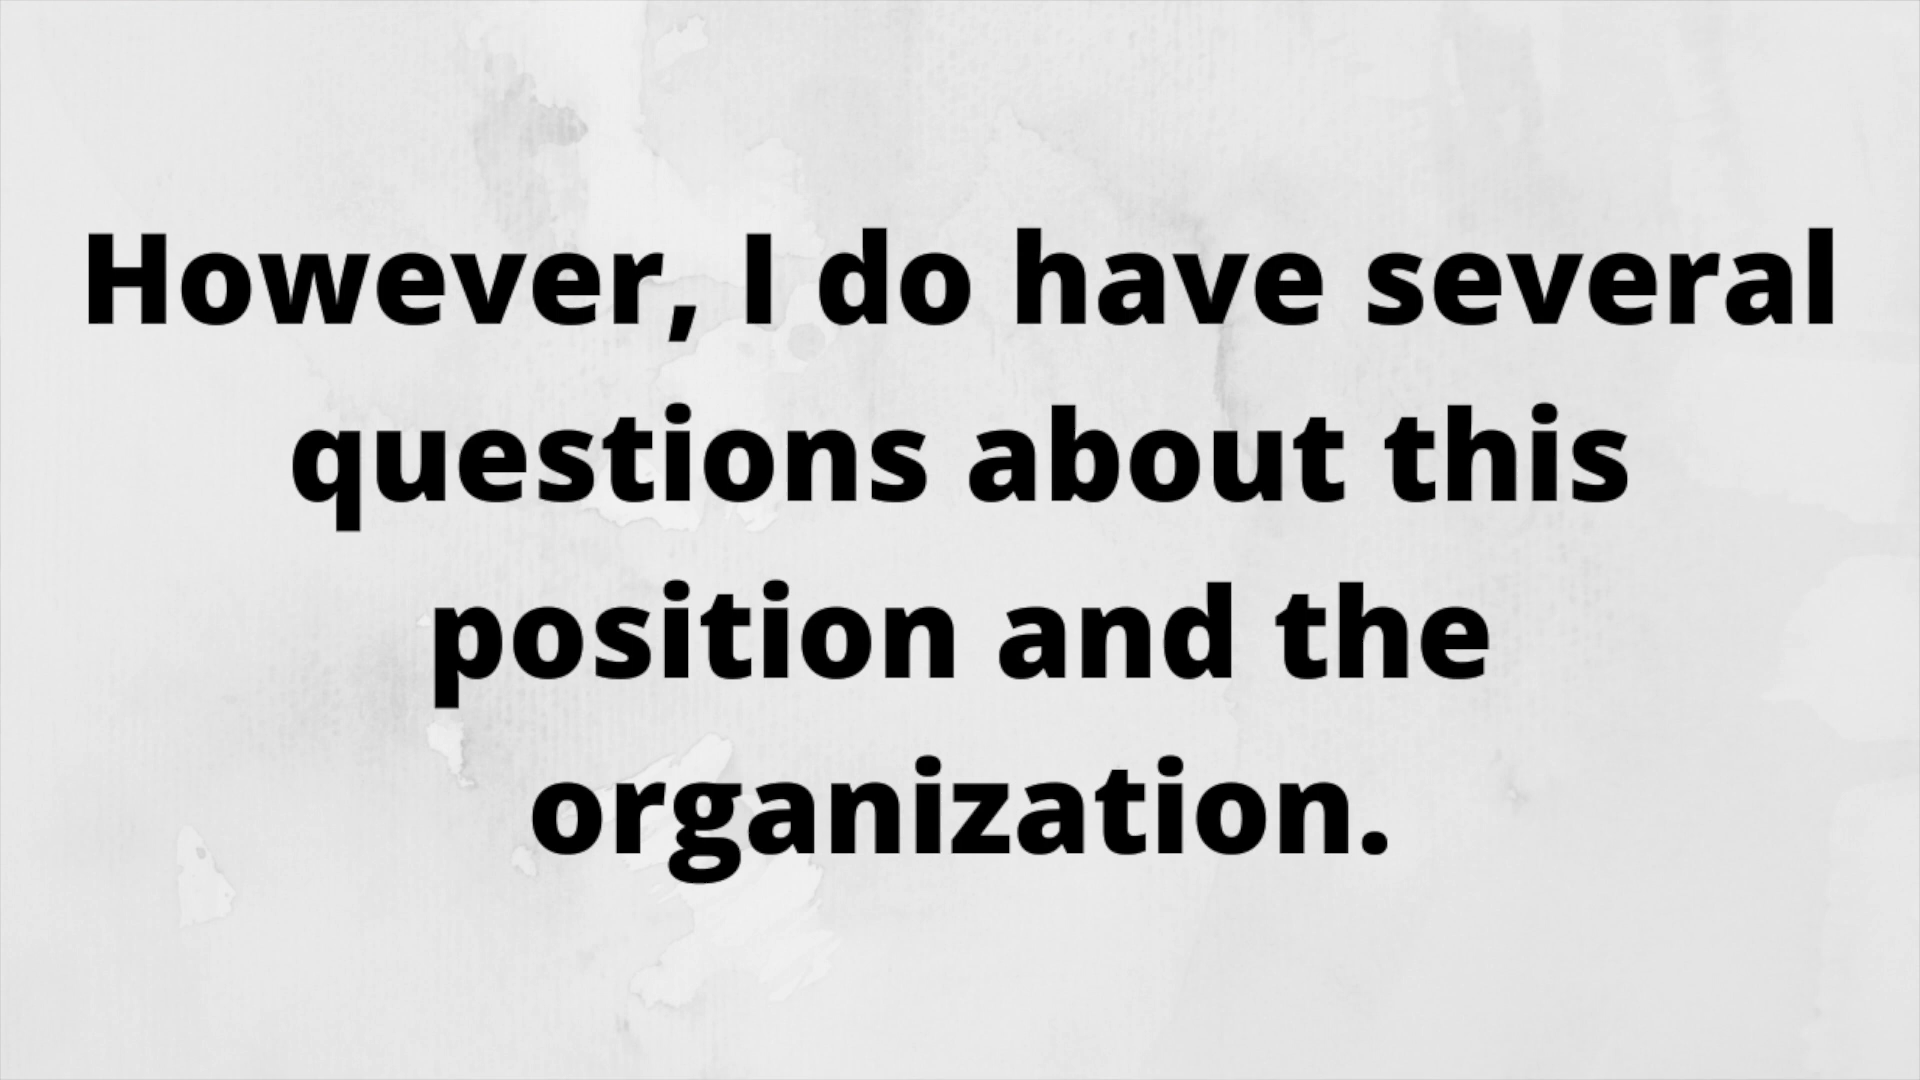 However, I do have several
questions about this
position and the
organization.